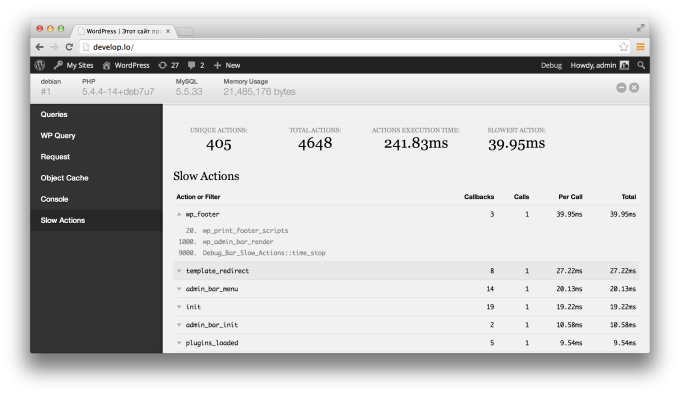 WordPress | Этот сайт пр
develop.lo/
My Sites WordPress 27 2 New Debug Howdy, admin
debian PHP MySQL Memory Usage
#1 5.4.4-14+deb7u7 5.5.33 21,485,176 bytes
Queries
WP Query
Request
Object Cache
Console
Slow Actions
UNIQUE ACTIONS: TOTAL ACTIONS: ACTIONS EXECUTION TIME: SLOWEST ACTION:
405 4648 241.83ms 39.95ms
Slow Actions
Action or Filter Callbacks Calls Per Call Total
wp_footer 3 1 39.95ms 39.95ms
20. wp_print_footer_scripts
1000. wp_admin_bar_render
9000. Debug_Bar_Slow_Actions::time_stop
template_redirect 8 1 27.22ms 27.22ms
admin_bar_menu 14 1 20.13ms 20.13ms
init 19 1 19.22ms 19.22ms
admin_bar_init 2 1 10.58ms 10.58ms
plugins_loaded 5 1 9.54ms 9.54ms